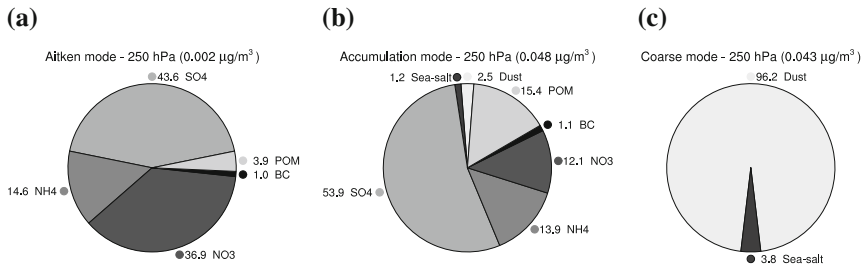 (a)
Aitken mode - 250 hPa (0.002 μg/m³)
43.6 SO4
3.9 POM
1.0 BC
14.6 NH4
36.9 NO3
(b)
Accumulation mode - 250 hPa (0.048 μg/m³)
1.2 Sea-salt
2.5 Dust
15.4 POM
1.1 BC
12.1 NO3
53.9 SO4
13.9 NH4
(c)
Coarse mode - 250 hPa (0.043 μg/m³)
96.2 Dust
3.8 Sea-salt